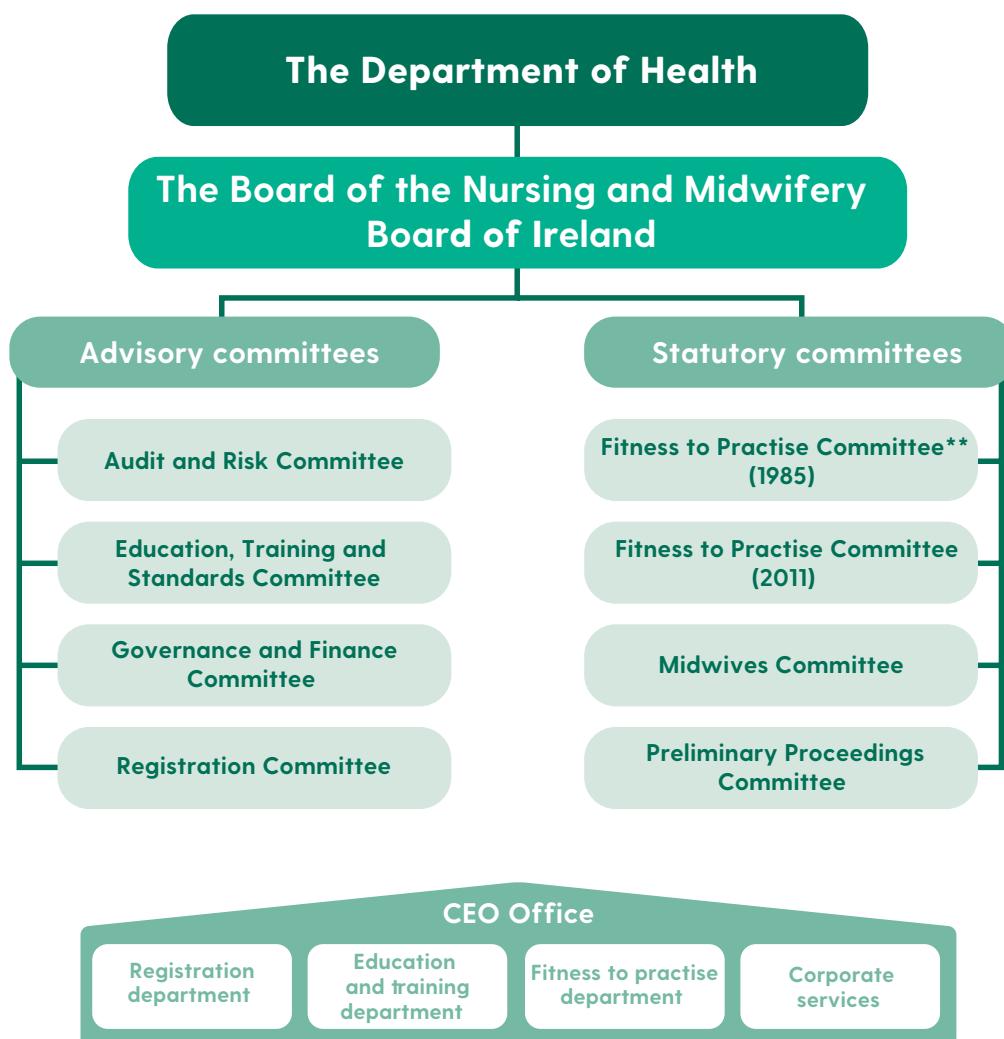 The Department of Health
The Board of the Nursing and Midwifery
Board of Ireland
Advisory committees
Audit and Risk Committee
Education, Training and
Standards Committee
Governance and Finance
Committee
Registration Committee
Statutory committees
Fitness to Practise Committee**
(1985)
Fitness to Practise Committee
(2011)
Midwives Committee
Preliminary Proceedings
Committee
CEO Office
Registration
department
Education
and training
department
Fitness to practise
department
Corporate
services